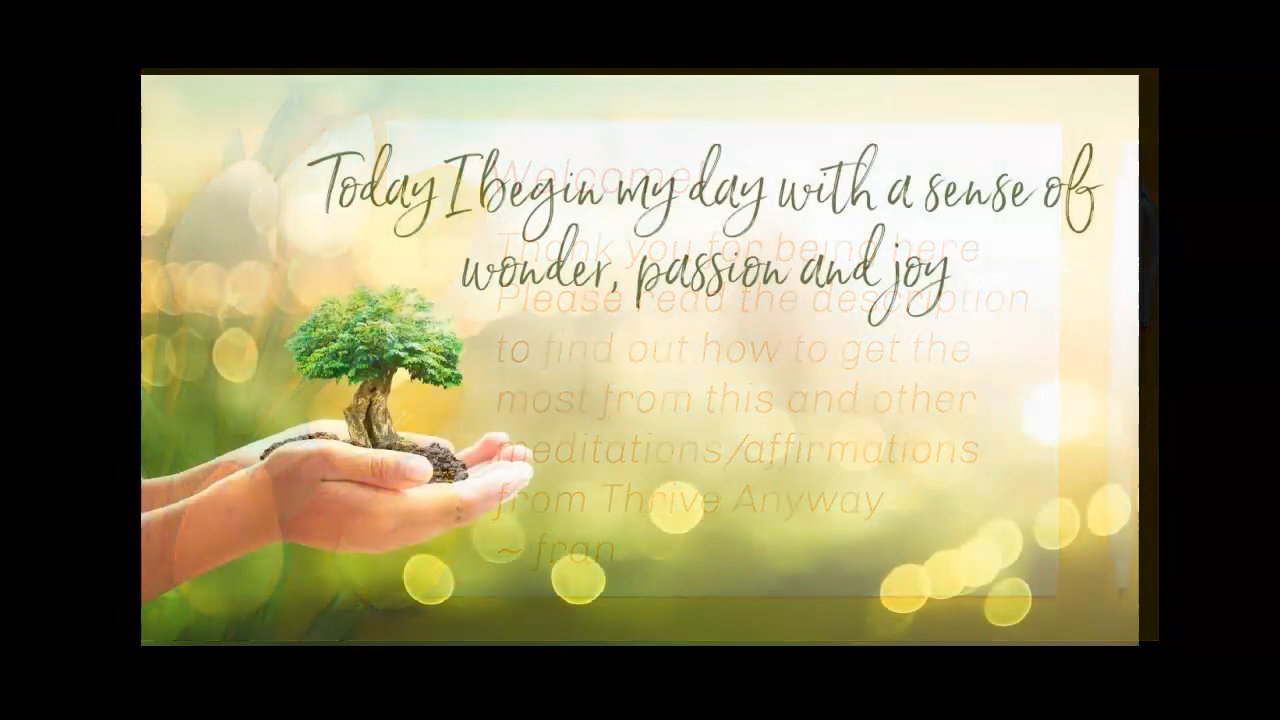 Today I begin my day with a sense of
wonder, passion and joy
Welcome!
Thank you for being here
Please read the description
to find out how to get the
most from this and other
meditations/affirmations
from Thrive Anyway
~ fran